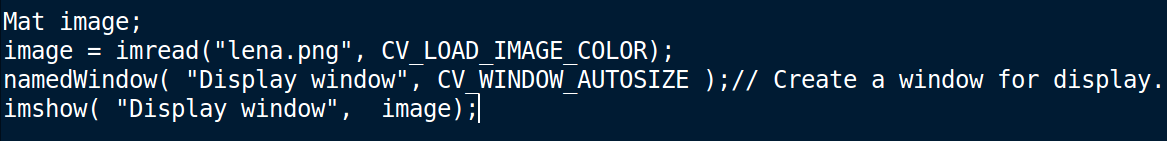 Mat image;
image = imread("lena.png", CV_LOAD_IMAGE_COLOR);
namedWindow( "Display window", CV_WINDOW_AUTOSIZE );// Create a window for display.
imshow( "Display window",  image);